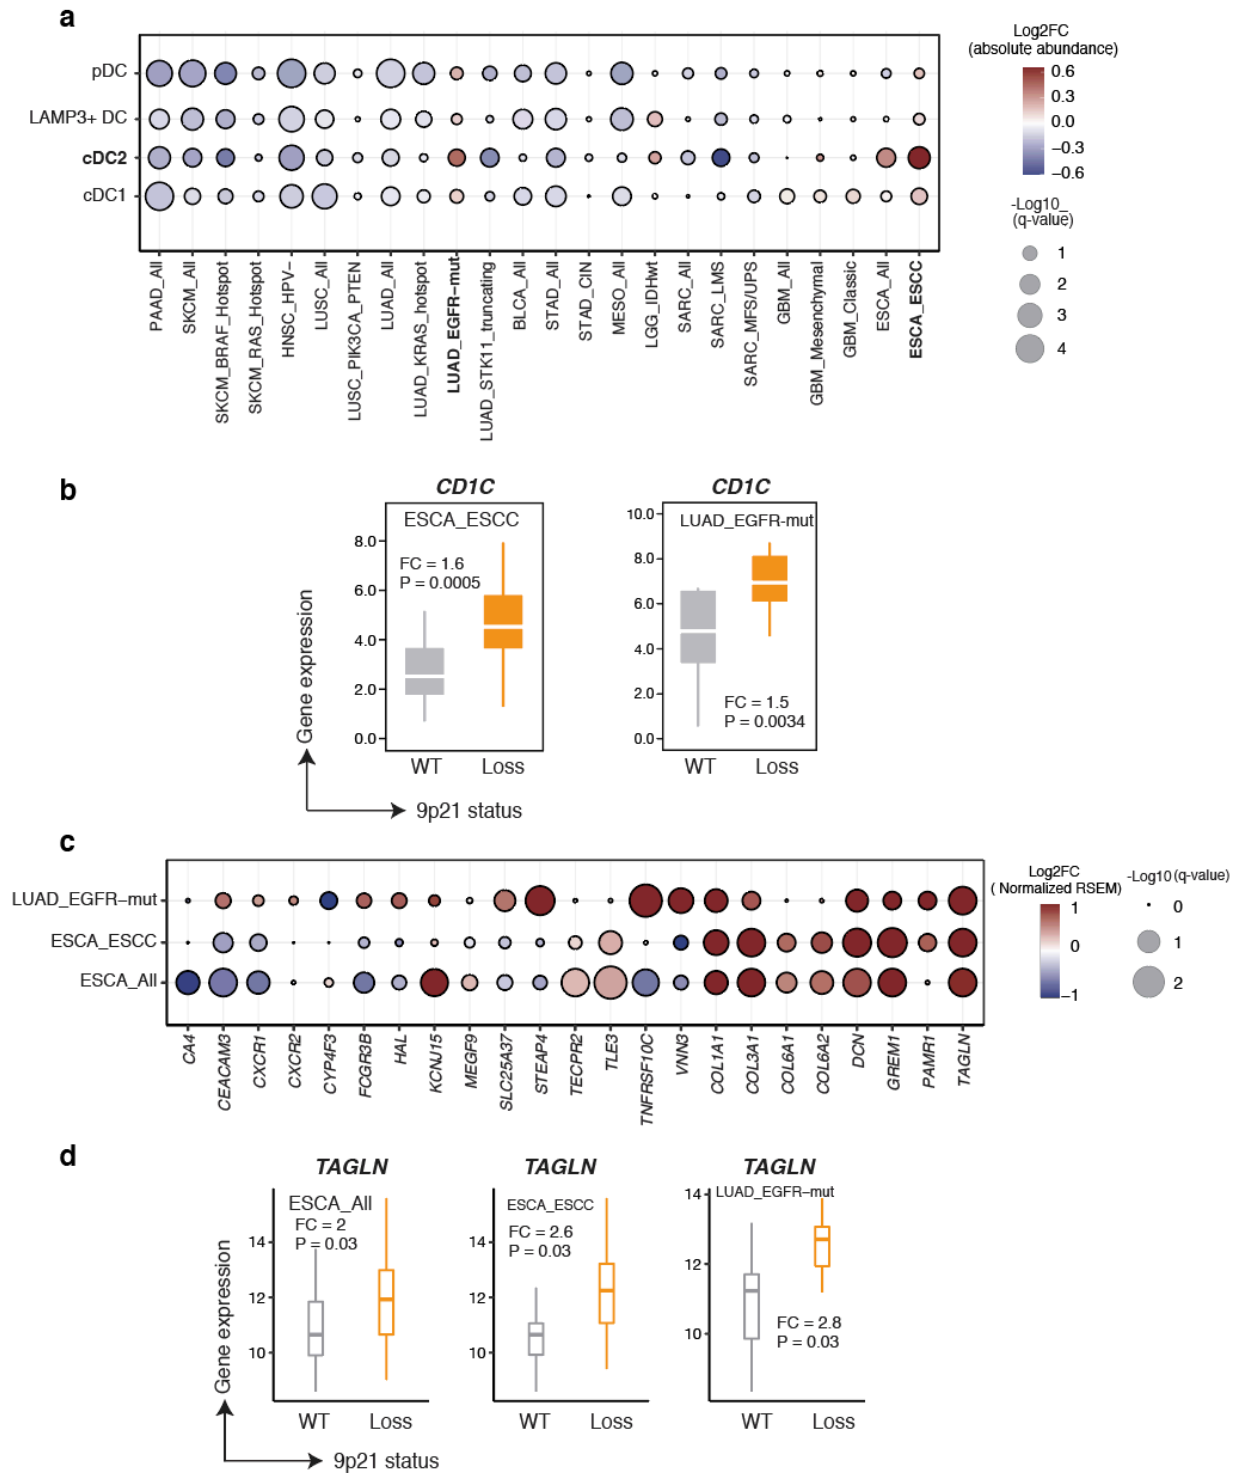 a
Log2FC
(absolute abundance)
0.6
0.3
0.0
−0.3
−0.6
-Log10_
(q-value)
1
2
3
4
pDC
LAMP3+ DC
cDC2
cDC1
PAAD_All
SKCM_All
SKCM_BRAF_Hotspot
SKCM_RAS_Hotspot
HNSC_HPV−
LUSC_All
LUSC_PIK3CA_PTEN
LUAD_All
LUAD_KRAS_hotspot
LUAD_EGFR−mut
LUAD_STK11_truncating
BLCA_All
STAD_All
STAD_CIN
MESO_All
LGG_IDHwt
SARC_All
SARC_LMS
SARC_MFS/UPS
GBM_All
GBM_Mesenchymal
GBM_Classic
ESCA_All
ESCA_ESCC
b
CD1C
ESCA_ESCC
FC = 1.6
P = 0.0005
8.0
6.0
4.0
2.0
0.0
WT
Loss
CD1C
LUAD_EGFR-mut
10.0
8.0
6.0
4.0
2.0
0.0
FC = 1.5
P = 0.0034
WT
Loss
Gene expression
9p21 status
c
LUAD_EGFR−mut
ESCA_ESCC
ESCA_All
CA4
CEACAM3
CXCR1
CXCR2
CYP4F3
FCGR3B
HAL
KCNJ15
MEGF9
SLC25A37
STEAP4
TECPR2
TLE3
TNFRSF10C
VNN3
COL1A1
COL3A1
COL6A1
COL6A2
DCN
GREM1
PAMR1
TAGLN
Log2FC
( Normalized RSEM)
1
0
−1
-Log10 (q-value)
0
1
2
d
TAGLN
ESCA_All
FC = 2
P = 0.03
14
12
10
WT
Loss
TAGLN
ESCA_ESCC
FC = 2.6
P = 0.03
14
12
10
WT
Loss
TAGLN
LUAD_EGFR−mut
14
12
10
FC = 2.8
P = 0.03
WT
Loss
Gene expression
9p21 status